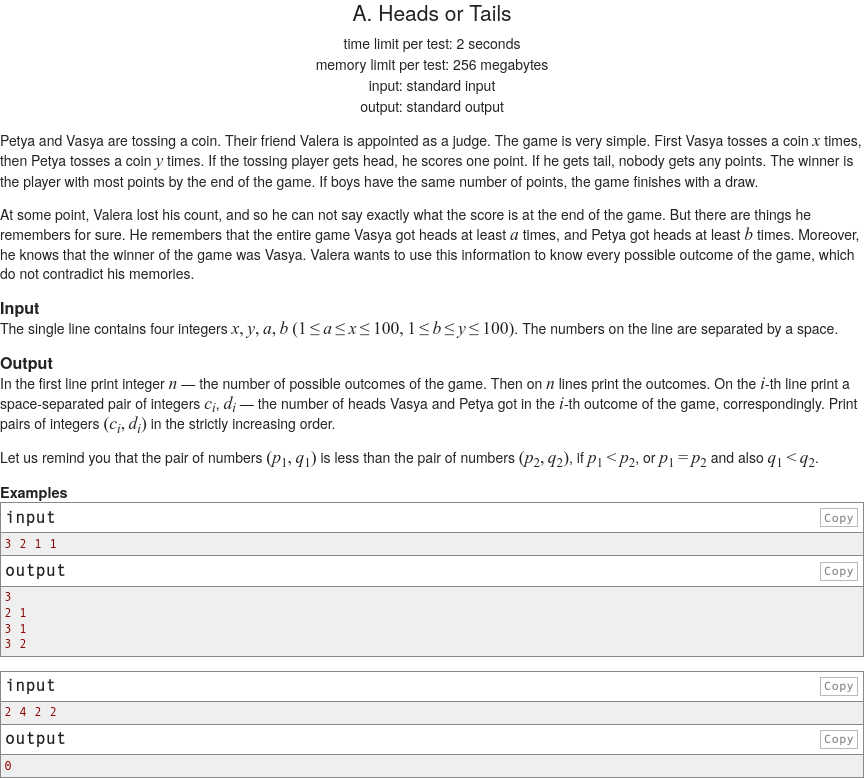 A. Heads or Tails
time limit per test: 2 seconds
memory limit per test: 256 megabytes
input: standard input
output: standard output
Petya and Vasya are tossing a coin. Their friend Valera is appointed as a judge. The game is very simple. First Vasya tosses a coin x times,
then Petya tosses a coin y times. If the tossing player gets head, he scores one point. If he gets tail, nobody gets any points. The winner is
the player with most points by the end of the game. If boys have the same number of points, the game finishes with a draw.
At some point, Valera lost his count, and so he can not say exactly what the score is at the end of the game. But there are things he
remembers for sure. He remembers that the entire game Vasya got heads at least a times, and Petya got heads at least b times. Moreover,
he knows that the winner of the game was Vasya. Valera wants to use this information to know every possible outcome of the game, which
do not contradict his memories.
Input
The single line contains four integers x, y, a, b (1 ≤ a ≤ x ≤ 100, 1 ≤ b ≤ y ≤ 100). The numbers on the line are separated by a space.
Output
In the first line print integer n — the number of possible outcomes of the game. Then on n lines print the outcomes. On the i-th line print a
space-separated pair of integers c_i, d_i — the number of heads Vasya and Petya got in the i-th outcome of the game, correspondingly. Print
pairs of integers (c_i, d_i) in the strictly increasing order.
Let us remind you that the pair of numbers (p_1, q_1) is less than the pair of numbers (p_2, q_2), if p_1 < p_2, or p_1 = p_2 and also q_1 < q_2.
Examples
input Copy
3 2 1 1
output Copy
3
2 1
3 1
3 2
input Copy
2 4 2 2
output Copy
0